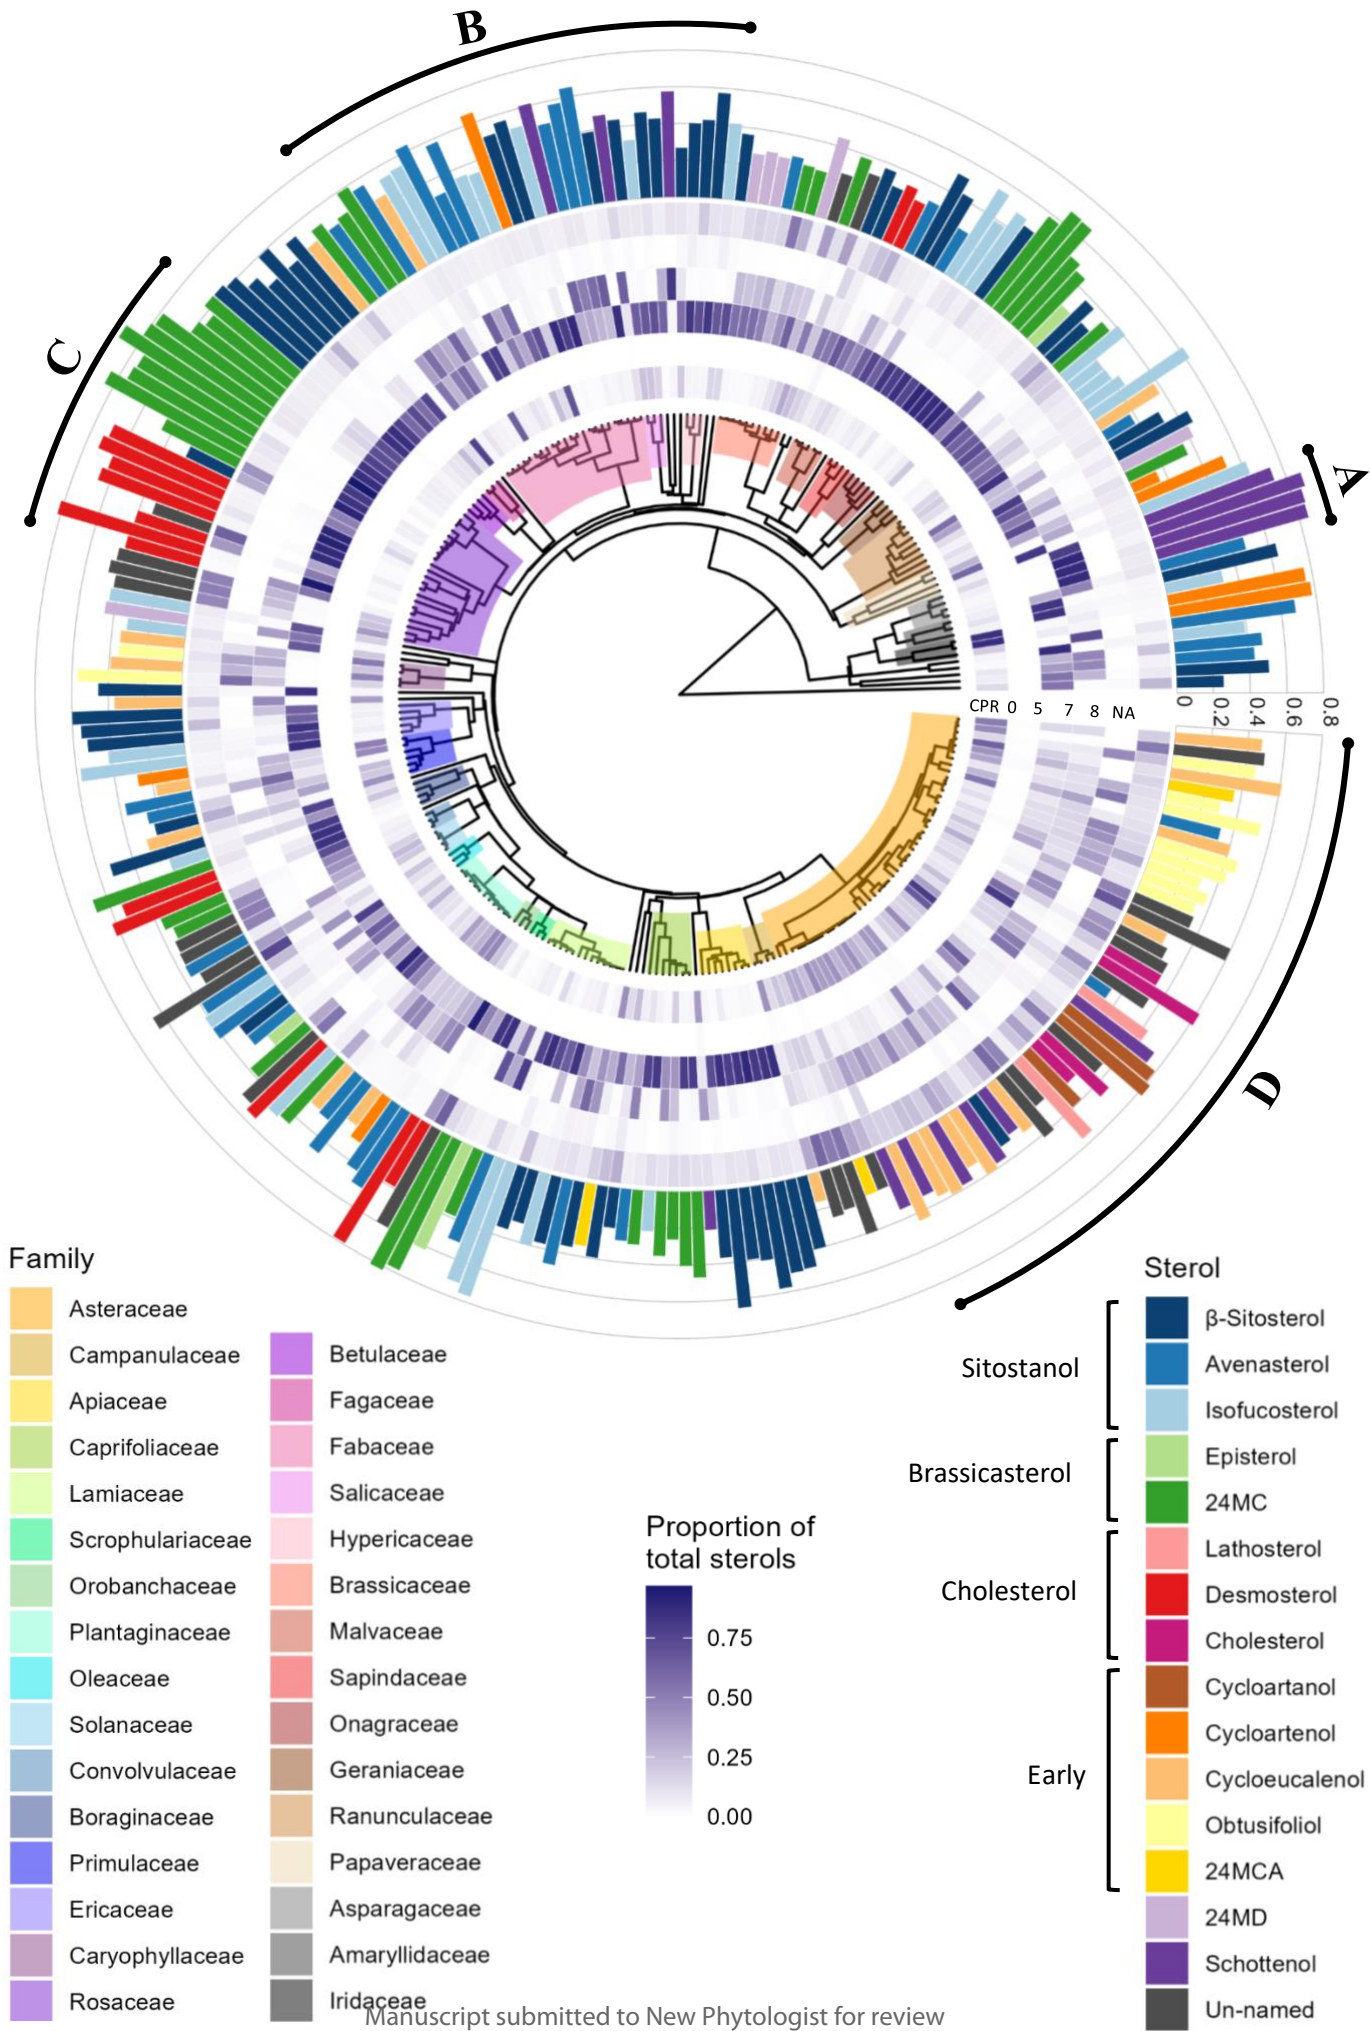 B
C
A
D
CPR 0 5 7 8 NA
0 0.2 0.4 0.6 0.8
Family
Asteraceae
Campanulaceae
Apiaceae
Caprifoliaceae
Lamiaceae
Scrophulariaceae
Orobanchaceae
Plantaginaceae
Oleaceae
Solanaceae
Convolvulaceae
Boraginaceae
Primulaceae
Ericaceae
Caryophyllaceae
Rosaceae
Betulaceae
Fagaceae
Fabaceae
Salicaceae
Hypericaceae
Brassicaceae
Malvaceae
Sapindaceae
Onagraceae
Geraniaceae
Ranunculaceae
Papaveraceae
Asparagaceae
Amaryllidaceae
Iridaceae
Proportion of
total sterols
0.75
0.50
0.25
0.00
Sitostanol
Brassicasterol
Cholesterol
Early
Sterol
β-Sitosterol
Avenasterol
Isofucosterol
Episterol
24MC
Lathosterol
Desmosterol
Cholesterol
Cycloartanol
Cycloartenol
Cycloeucalenol
Obtusifoliol
24MCA
24MD
Schottenol
Un-named
Manuscript submitted to New Phytologist for review